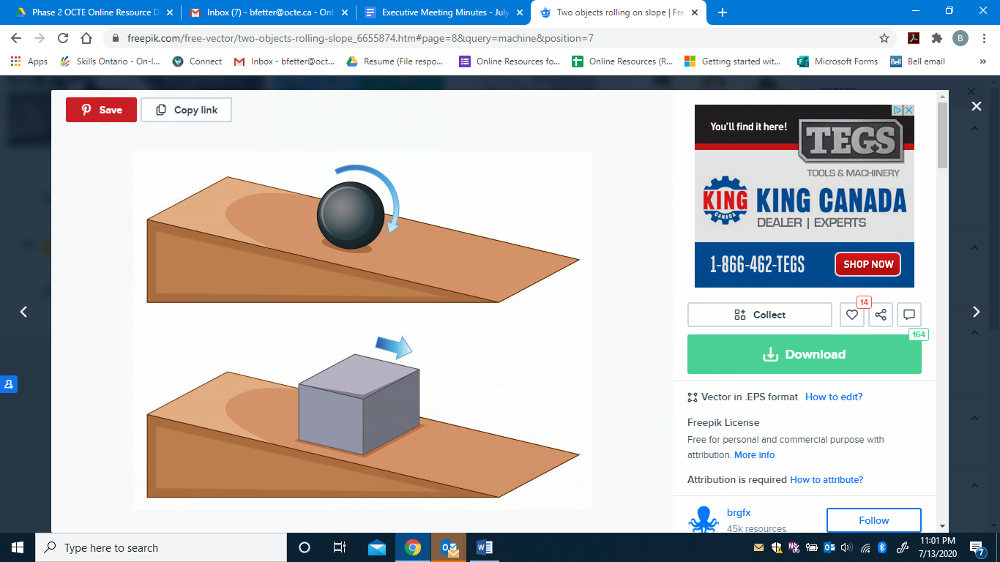 Phase 2 OCTE Online Resource D
Inbox (7) - bfetter@octe.ca - Ont
Executive Meeting Minutes - July
Two objects rolling on slope | Fre
freepik.com/free-vector/two-objects-rolling-slope_6655874.htm#page=8&query=machine&position=7
B
Apps
Skills Ontario - On-l...
Connect
Inbox - bfetter@oct...
Resume (File respo...
Online Resources fo...
Online Resources (R...
Getting started wit...
Microsoft Forms
Bell
Bell email
»
Save
Copy link
You'll find it here!
TEGS
TOOLS & MACHINERY
KING
CANADA
KING CANADA
DEALER | EXPERTS
1-866-462-TEGS
SHOP NOW
Collect
14
164
Download
Vector in .EPS format How to edit?
Freepik License
Free for personal and commercial purpose with
attribution. More info
Attribution is required How to attribute?
brgfx
45k resources
Follow
Type here to search
11:01 PM
7/13/2020
7